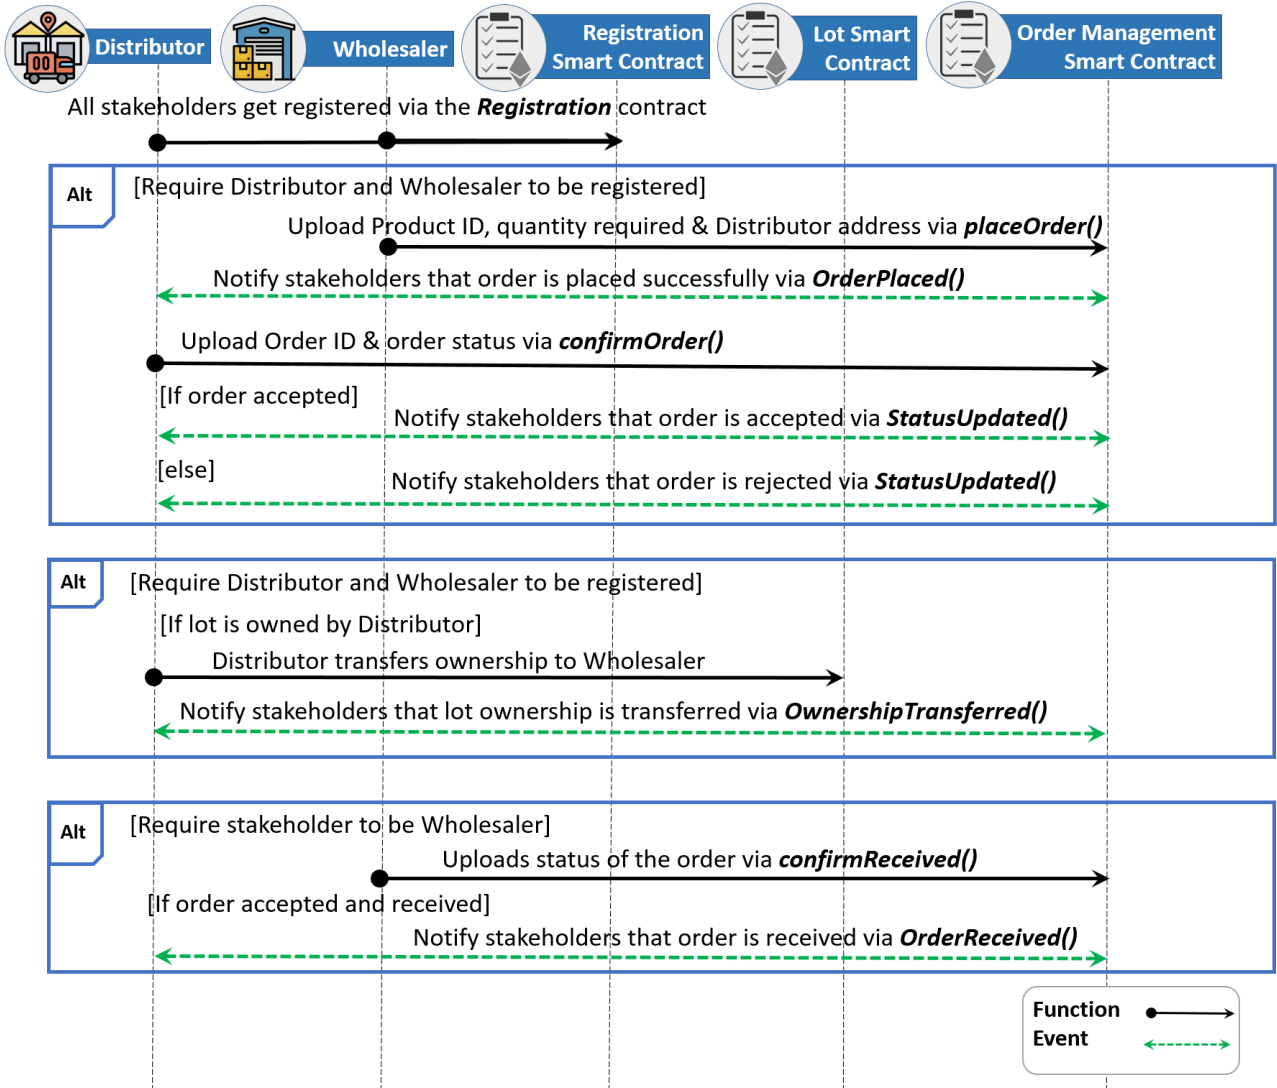 Distributor
Wholesaler
Registration
Smart Contract
Lot Smart
Contract
Order Management
Smart Contract
All stakeholders get registered via the Registration contract
Alt
[Require Distributor and Wholesaler to be registered]
Upload Product ID, quantity required & Distributor address via placeOrder()
Notify stakeholders that order is placed successfully via OrderPlaced()
Upload Order ID & order status via confirmOrder()
[If order accepted]
Notify stakeholders that order is accepted via StatusUpdated()
[else]
Notify stakeholders that order is rejected via StatusUpdated()
Alt
[Require Distributor and Wholesaler to be registered]
[If lot is owned by Distributor]
Distributor transfers ownership to Wholesaler
Notify stakeholders that lot ownership is transferred via OwnershipTransferred()
Alt
[Require stakeholder to be Wholesaler]
Uploads status of the order via confirmReceived()
[If order accepted and received]
Notify stakeholders that order is received via OrderReceived()
Function
Event